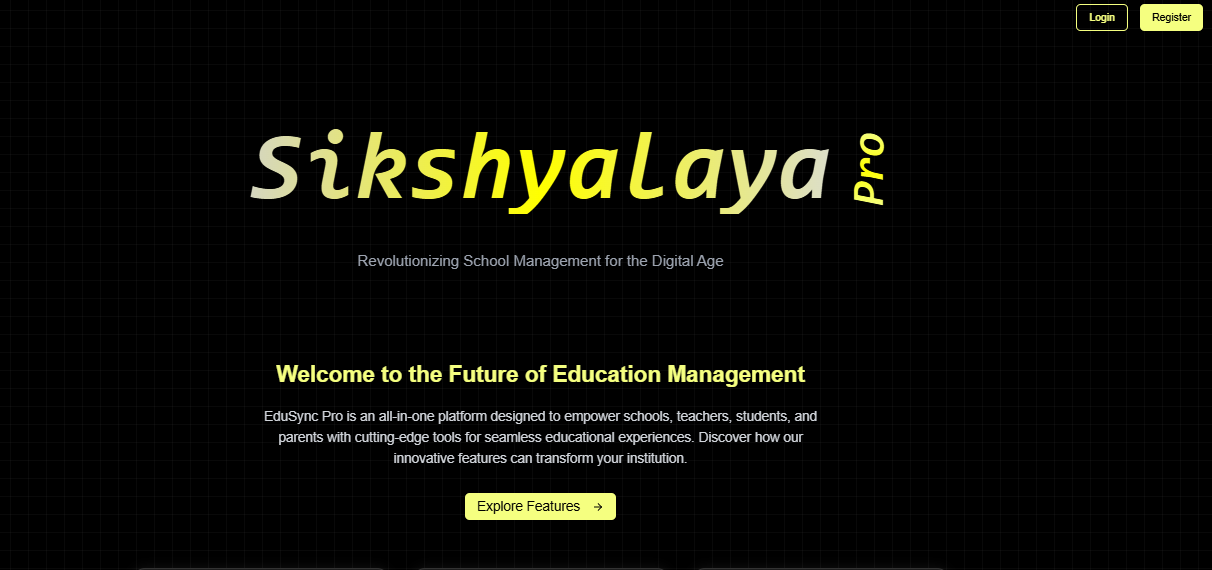 Login
Register
Sikshyalaya Pro
Revolutionizing School Management for the Digital Age
Welcome to the Future of Education Management
EduSync Pro is an all-in-one platform designed to empower schools, teachers, students, and
parents with cutting-edge tools for seamless educational experiences. Discover how our
innovative features can transform your institution.
Explore Features